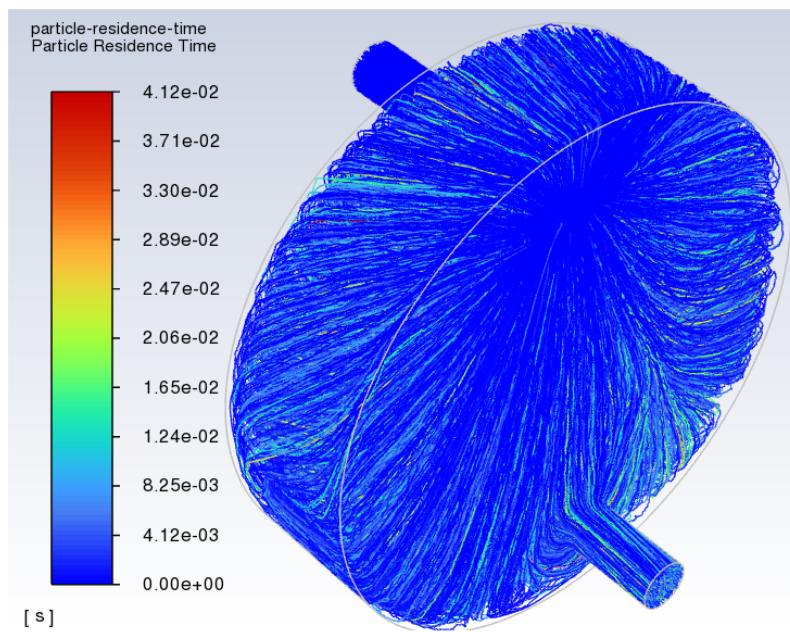 particle-residence-time
Particle Residence Time
4.12e-02
3.71e-02
3.30e-02
2.89e-02
2.47e-02
2.06e-02
1.65e-02
1.24e-02
8.25e-03
4.12e-03
0.00e+00
[ s ]